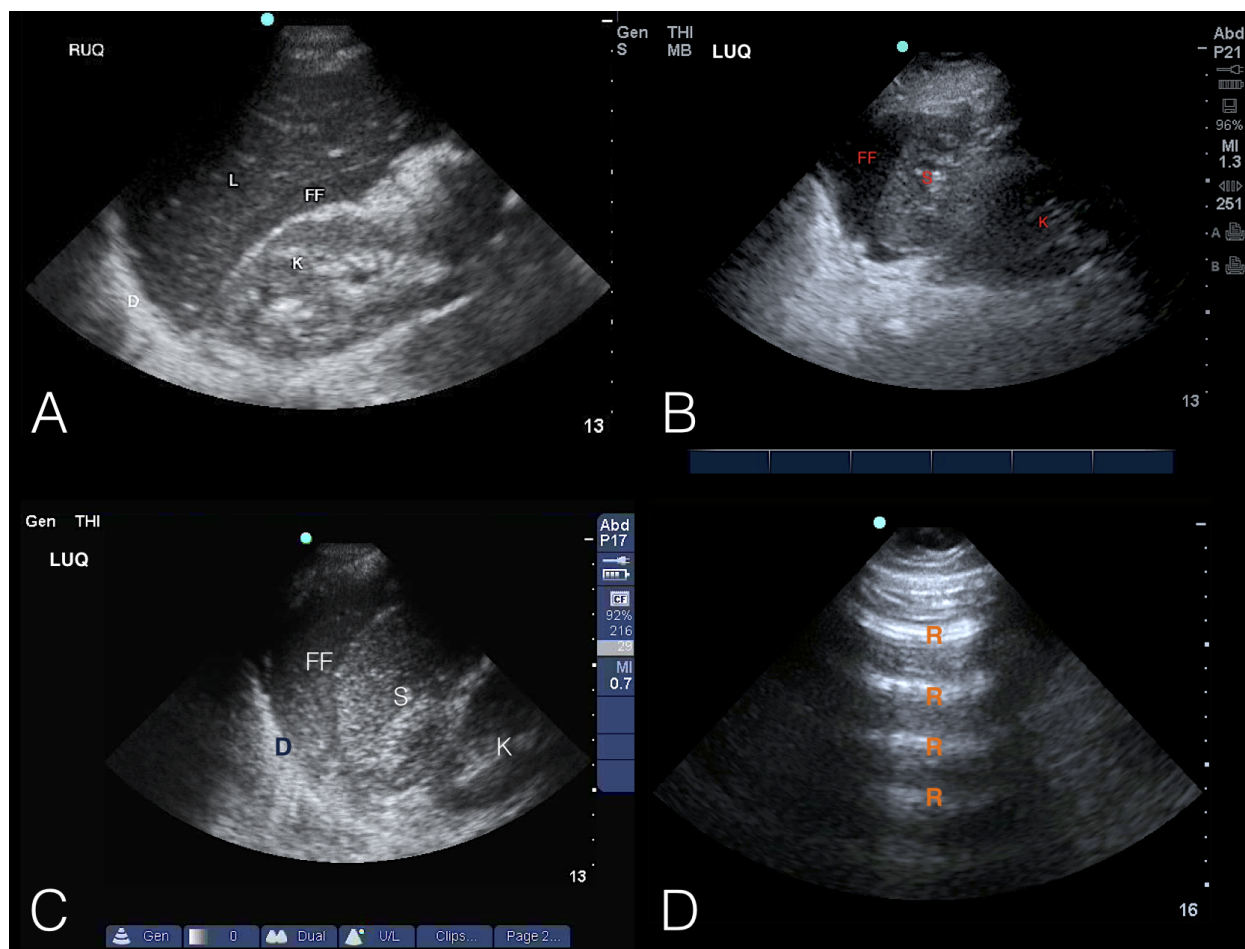 RUQ
L
FF
K
D
A
13
Gen THI
S MB
LUQ
Abd
P21
96%
MI
1.3
251
A
B
FF
S
K
B
13
Gen THI
LUQ
Abd
P17
CF
92%
216
29
MI
0.7
FF
S
D
K
13
C
Gen 0 Dual U/L Clips... Page 2...
R
R
R
R
16
D